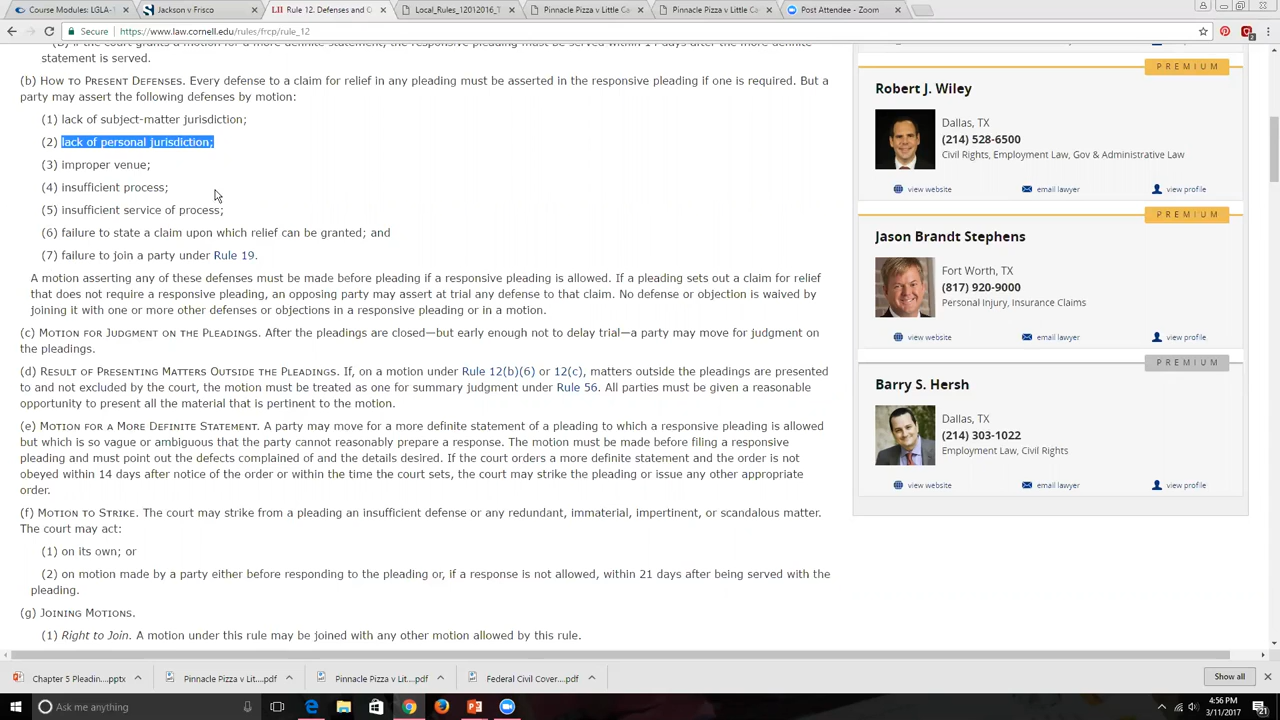 Course Modules: LGLA-1
Jackson v Frisco
LII Rule 12. Defenses and O
Local_Rules_12012016_T
Pinnacle Pizza v Little Ca
Pinnacle Pizza v Little Ca
Post Attendee - Zoom
Secure https://www.law.cornell.edu/rules/frcp/rule_12
statement is served.
(b) HOW TO PRESENT DEFENSES. Every defense to a claim for relief in any pleading must be asserted in the responsive pleading if one is required. But a
party may assert the following defenses by motion:
(1) lack of subject-matter jurisdiction;
(2) lack of personal jurisdiction;
(3) improper venue;
(4) insufficient process;
(5) insufficient service of process;
(6) failure to state a claim upon which relief can be granted; and
(7) failure to join a party under Rule 19.
A motion asserting any of these defenses must be made before pleading if a responsive pleading is allowed. If a pleading sets out a claim for relief
that does not require a responsive pleading, an opposing party may assert at trial any defense to that claim. No defense or objection is waived by
joining it with one or more other defenses or objections in a responsive pleading or in a motion.
(c) MOTION FOR JUDGMENT ON THE PLEADINGS. After the pleadings are closed—but early enough not to delay trial—a party may move for judgment on
the pleadings.
(d) RESULT OF PRESENTING MATTERS OUTSIDE THE PLEADINGS. If, on a motion under Rule 12(b)(6) or 12(c), matters outside the pleadings are presented
to and not excluded by the court, the motion must be treated as one for summary judgment under Rule 56. All parties must be given a reasonable
opportunity to present all the material that is pertinent to the motion.
(e) MOTION FOR A MORE DEFINITE STATEMENT. A party may move for a more definite statement of a pleading to which a responsive pleading is allowed
but which is so vague or ambiguous that the party cannot reasonably prepare a response. The motion must be made before filing a responsive
pleading and must point out the defects complained of and the details desired. If the court orders a more definite statement and the order is not
obeyed within 14 days after notice of the order or within the time the court sets, the court may strike the pleading or issue any other appropriate
order.
(f) MOTION TO STRIKE. The court may strike from a pleading an insufficient defense or any redundant, immaterial, impertinent, or scandalous matter.
The court may act:
(1) on its own; or
(2) on motion made by a party either before responding to the pleading or, if a response is not allowed, within 21 days after being served with the
pleading.
(g) JOINING MOTIONS.
(1) Right to Join. A motion under this rule may be joined with any other motion allowed by this rule.
PREMIUM
Robert J. Wiley
Dallas, TX
(214) 528-6500
Civil Rights, Employment Law, Gov & Administrative Law
view website email lawyer view profile
PREMIUM
Jason Brandt Stephens
Fort Worth, TX
(817) 920-9000
Personal Injury, Insurance Claims
view website email lawyer view profile
PREMIUM
Barry S. Hersh
Dallas, TX
(214) 303-1022
Employment Law, Civil Rights
view website email lawyer view profile
Chapter 5 Pleadin....pptx
Pinnacle Pizza v Lit....pdf
Pinnacle Pizza v Lit....pdf
Federal Civil Cove....pdf
Show all
Ask me anything
4:56 PM
3/11/2017